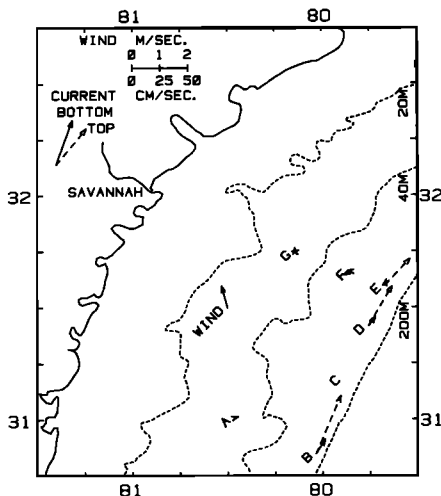 81 80
WIND M/SEC.
0 1 2
0 25 50
CM/SEC.
CURRENT
BOTTOM
TOP
20M
SAVANNAH
32
40M
32
G
F
E
WIND
200M
D
C
A
31
31
B
81 80